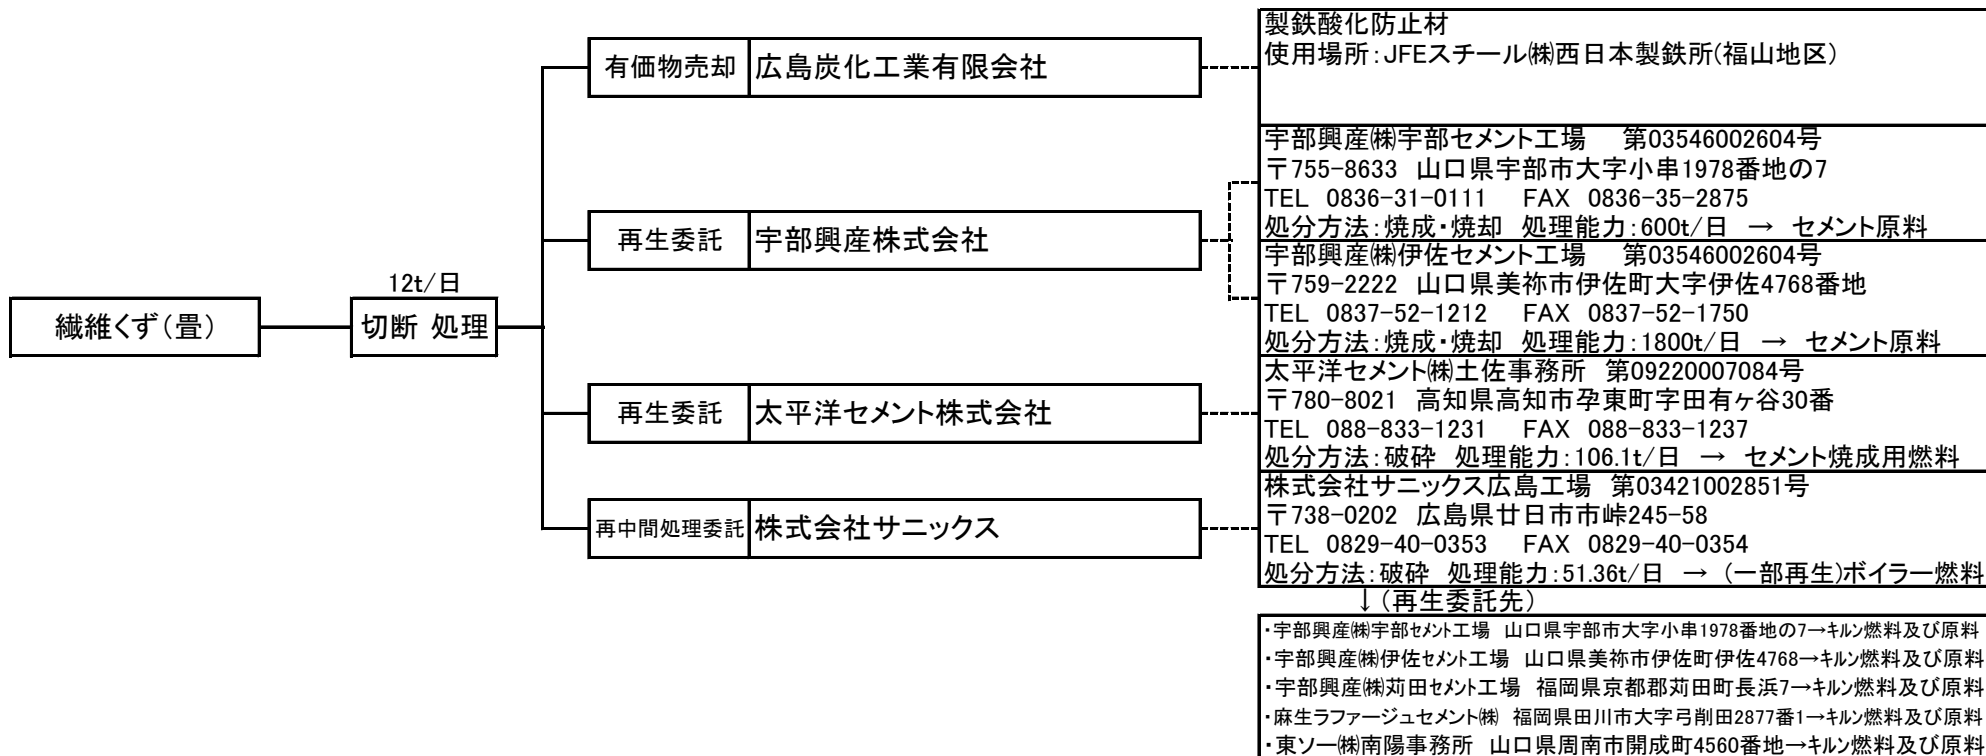 繊維くず（畳）
12t/日
切断 処理
有価物売却 広島炭化工業有限会社
製鉄酸化防止材
使用場所：JFEスチール㈱西日本製鉄所(福山地区）
再生委託 宇部興産株式会社
宇部興産㈱宇部セメント工場 第03546002604号
〒755-8633 山口県宇部市大字小串1978番地の7
TEL 0836-31-0111 FAX 0836-35-2875
処分方法：焼成・焼却 処理能力：600t/日 → セメント原料
宇部興産㈱伊佐セメント工場 第03546002604号
〒759-2222 山口県美祢市伊佐町大字伊佐4768番地
TEL 0837-52-1212 FAX 0837-52-1750
処分方法：焼成・焼却 処理能力：1800t/日 → セメント原料
再生委託 太平洋セメント株式会社
太平洋セメント㈱土佐事務所 第09220007084号
〒780-8021 高知県高知市孕東町字田有ヶ谷30番
TEL 088-833-1231 FAX 088-833-1237
処分方法：破砕 処理能力：106.1t/日 → セメント焼成用燃料
再中間処理委託 株式会社サニックス
株式会社サニックス広島工場 第03421002851号
〒738-0202 広島県廿日市市峠245-58
TEL 0829-40-0353 FAX 0829-40-0354
処分方法：破砕 処理能力：51.36t/日 → （一部再生）ボイラー燃料
↓（再生委託先）
・宇部興産㈱宇部ｾﾒﾝﾄ工場 山口県宇部市大字小串1978番地の7→ｷﾙﾝ燃料及び原料
・宇部興産㈱伊佐ｾﾒﾝﾄ工場 山口県美祢市伊佐町伊佐4768→ｷﾙﾝ燃料及び原料
・宇部興産㈱苅田ｾﾒﾝﾄ工場 福岡県京都郡苅田町長浜7→ｷﾙﾝ燃料及び原料
・麻生ラファージュセメント㈱ 福岡県田川市大字弓削田2877番1→ｷﾙﾝ燃料及び原料
・東ソー㈱南陽事務所 山口県周南市開成町4560番地→ｷﾙﾝ燃料及び原料